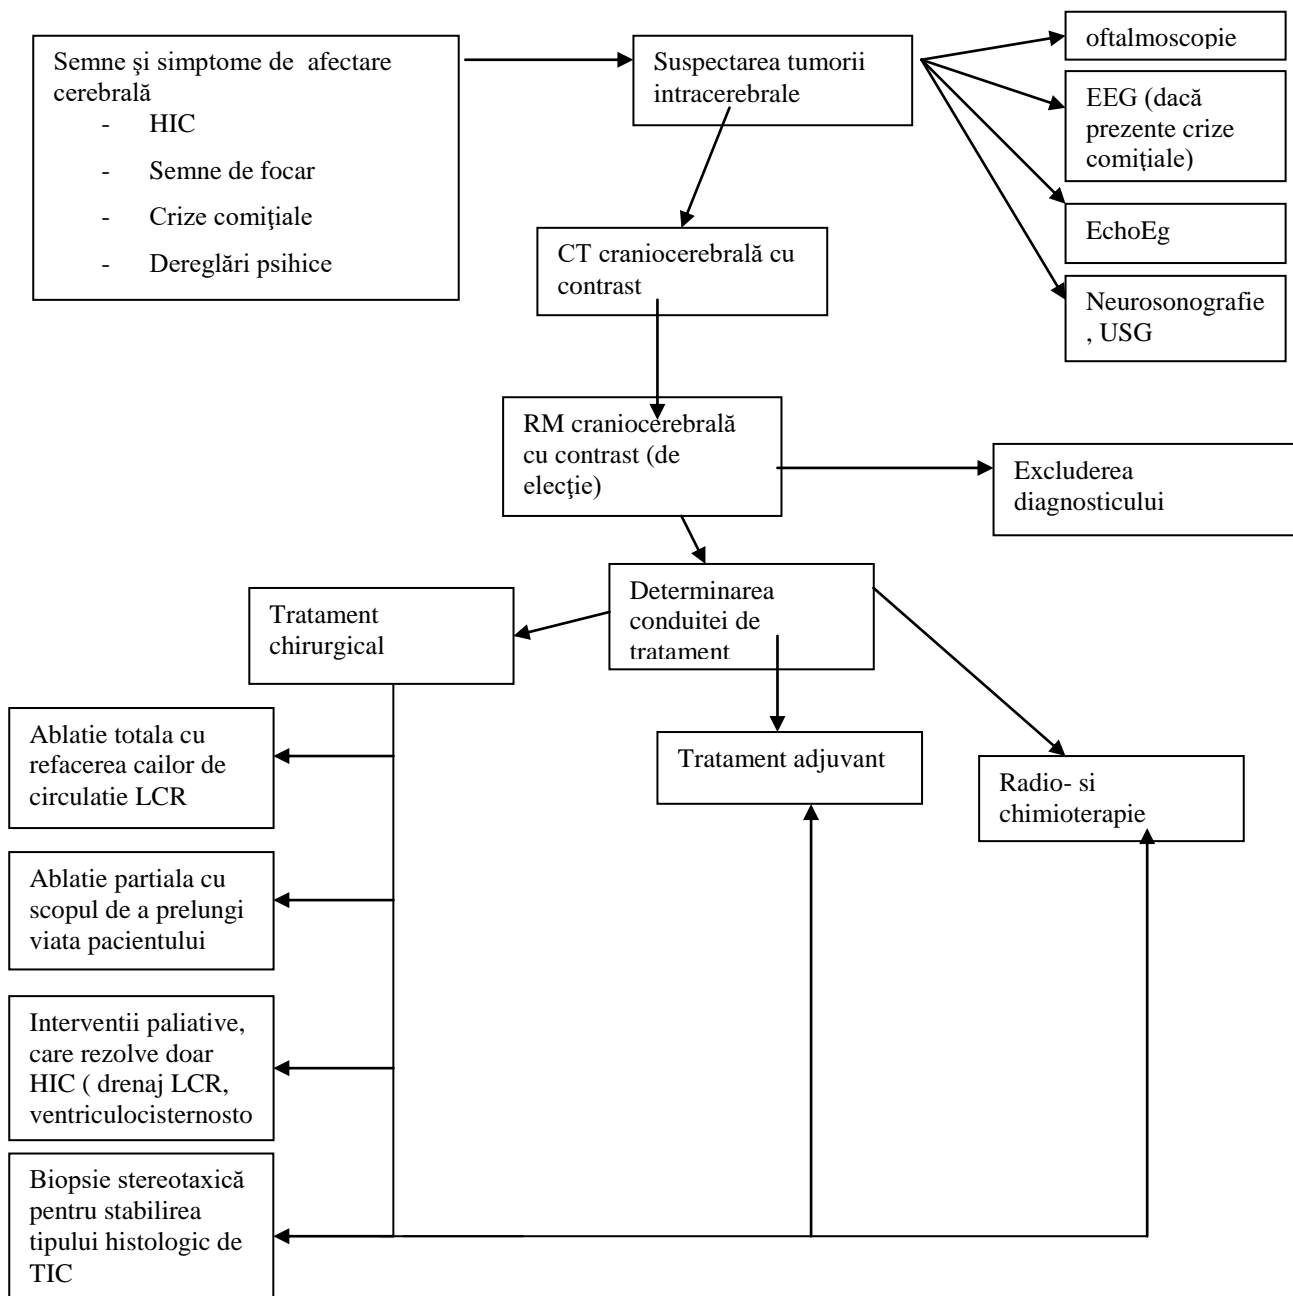 Semne şi simptome de afectare
cerebrală
- HIC
- Semne de focar
- Crize comiţiale
- Dereglări psihice
Suspectarea tumorii
intracerebrale
oftalmoscopie
EEG (dacă
prezente crize
comiţiale)
EchoEg
Neurosonografie
, USG
CT craniocerebrală cu
contrast
RM craniocerebrală
cu contrast (de
elecţie)
Excluderea
diagnosticului
Determinarea
conduitei de
tratament
Tratament
chirurgical
Ablatie totala cu
refacerea cailor de
circulatie LCR
Tratament adjuvant
Radio- si
chimioterapie
Ablatie partiala cu
scopul de a prelungi
viata pacientului
Interventii paliative,
care rezolve doar
HIC ( drenaj LCR,
ventriculocisternosto
Biopsie stereotaxică
pentru stabilirea
tipului histologic de
TIC